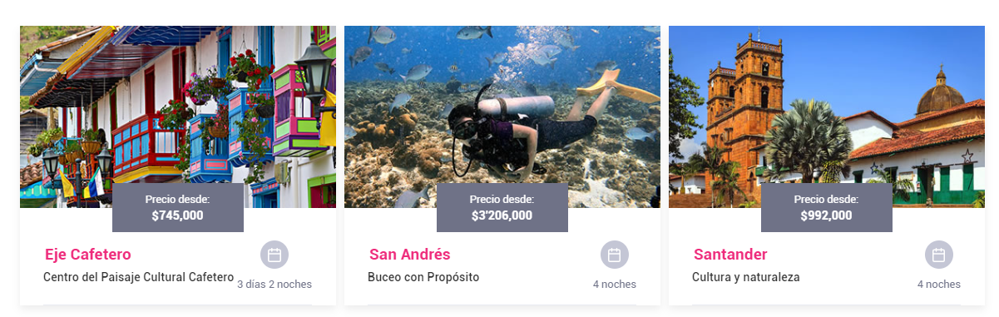 Precio desde:
$745,000
Eje Cafetero
Centro del Paisaje Cultural Cafetero
3 días 2 noches
Precio desde:
$3'206,000
San Andrés
Buceo con Propósito
4 noches
Precio desde:
$992,000
Santander
Cultura y naturaleza
4 noches